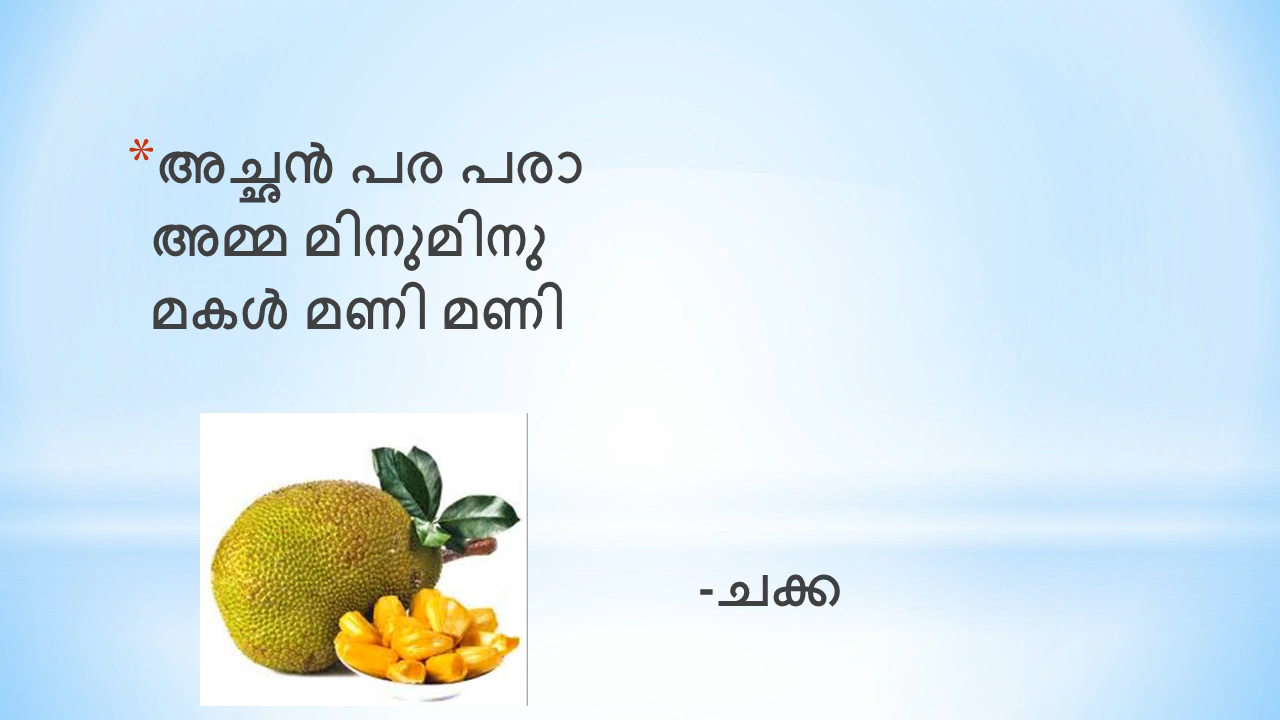 *അച്ഛൻ പര പരാ
അമ്മ മിനുമിനു
മകൾ മണി മണി
-ചക്ക